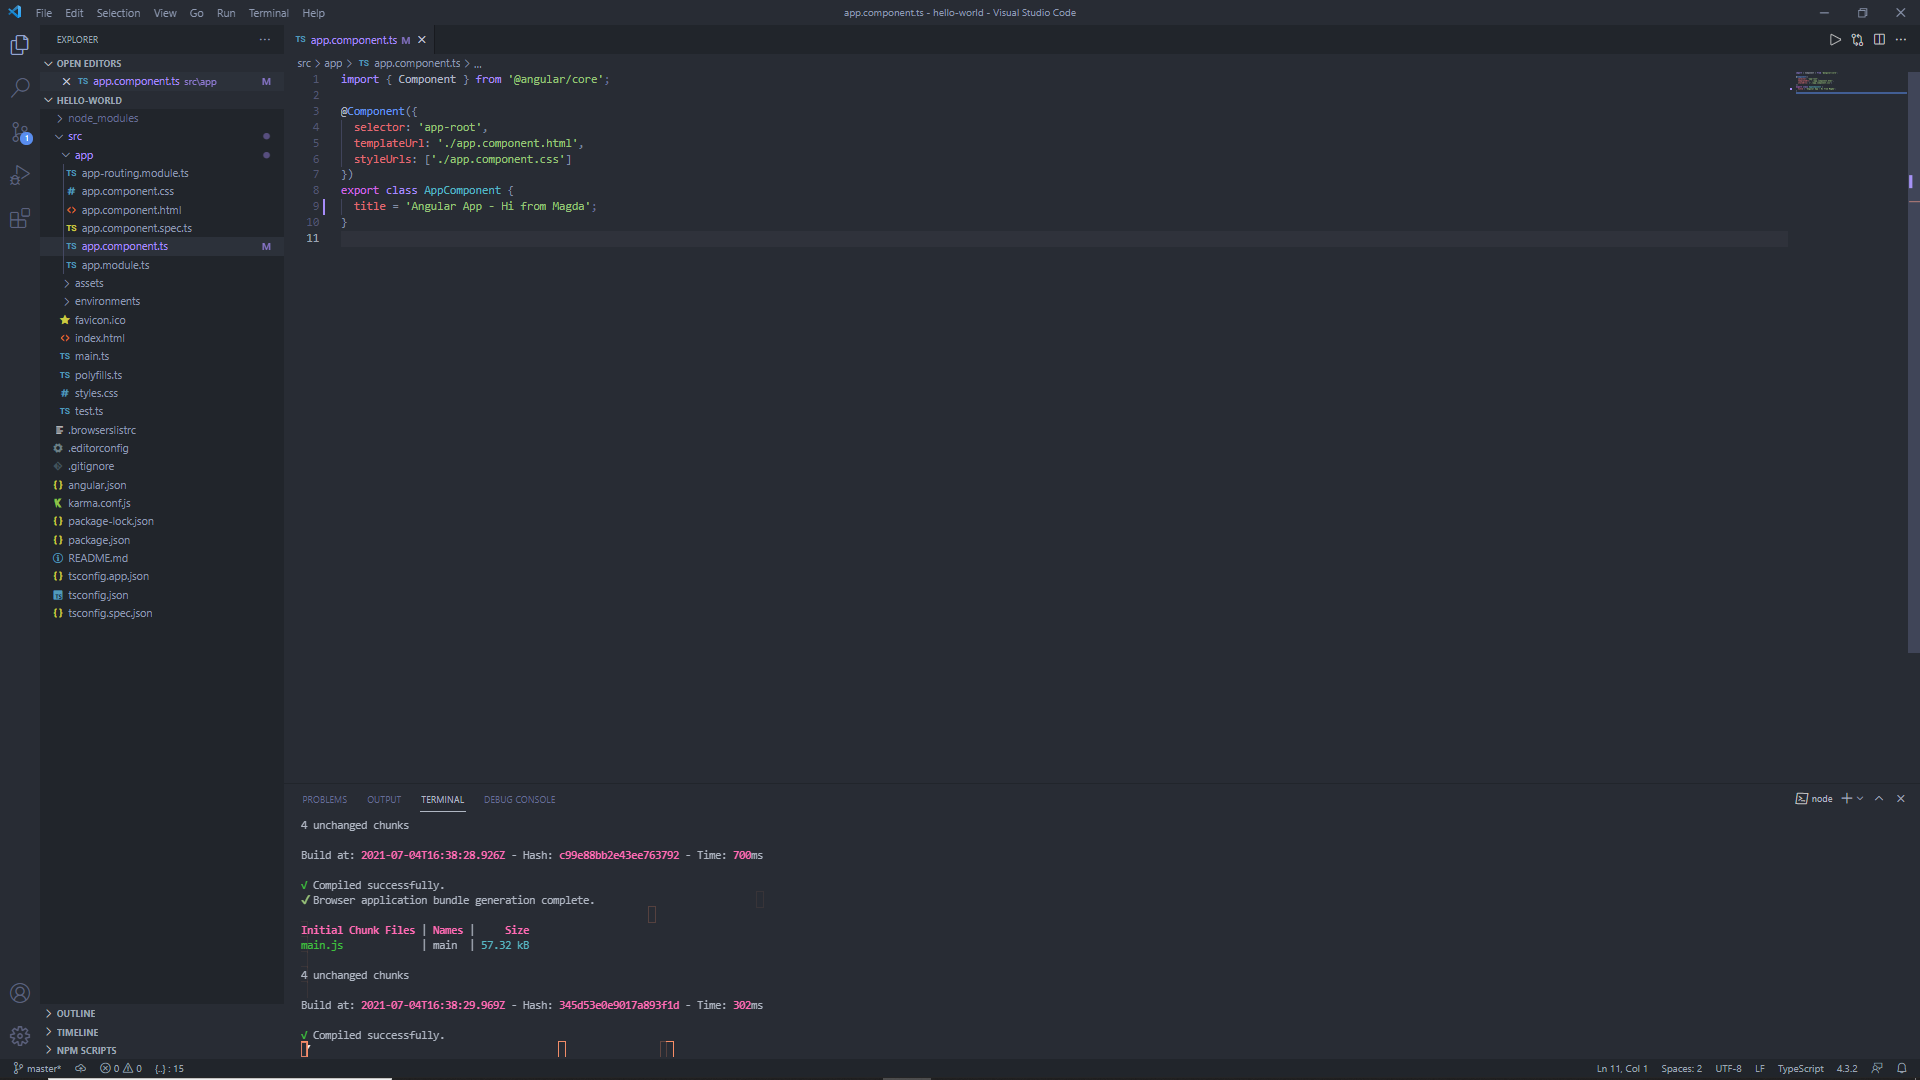 File Edit Selection View Go Run Terminal Help
app.component.ts - hello-world - Visual Studio Code
EXPLORER
OPEN EDITORS
TS app.component.ts src\app M
HELLO-WORLD
node_modules
src
app
TS app-routing.module.ts
# app.component.css
<> app.component.html
TS app.component.spec.ts
TS app.component.ts M
TS app.module.ts
assets
environments
favicon.ico
<> index.html
TS main.ts
TS polyfills.ts
# styles.css
TS test.ts
.browserslistrc
.editorconfig
.gitignore
{} angular.json
karma.conf.js
{} package-lock.json
{} package.json
README.md
{} tsconfig.app.json
tsconfig.json
{} tsconfig.spec.json
OUTLINE
TIMELINE
NPM SCRIPTS
1
TS app.component.ts M
src > app > TS app.component.ts > ...
1 import { Component } from '@angular/core';
2
3 @Component({
4 selector: 'app-root',
5 templateUrl: './app.component.html',
6 styleUrls: ['./app.component.css']
7 })
8 export class AppComponent {
9 title = 'Angular App - Hi from Magda';
10 }
11
PROBLEMS OUTPUT TERMINAL DEBUG CONSOLE
node
4 unchanged chunks
Build at: 2021-07-04T16:38:28.926Z - Hash: c99e88bb2e43ee763792 - Time: 700ms
√ Compiled successfully.
✔ Browser application bundle generation complete.
Initial Chunk Files | Names | Size
main.js | main | 57.32 kB
4 unchanged chunks
Build at: 2021-07-04T16:38:29.969Z - Hash: 345d53e0e9017a893f1d - Time: 302ms
√ Compiled successfully.
master* 0 0 {..} : 15
Ln 11, Col 1 Spaces: 2 UTF-8 LF TypeScript 4.3.2